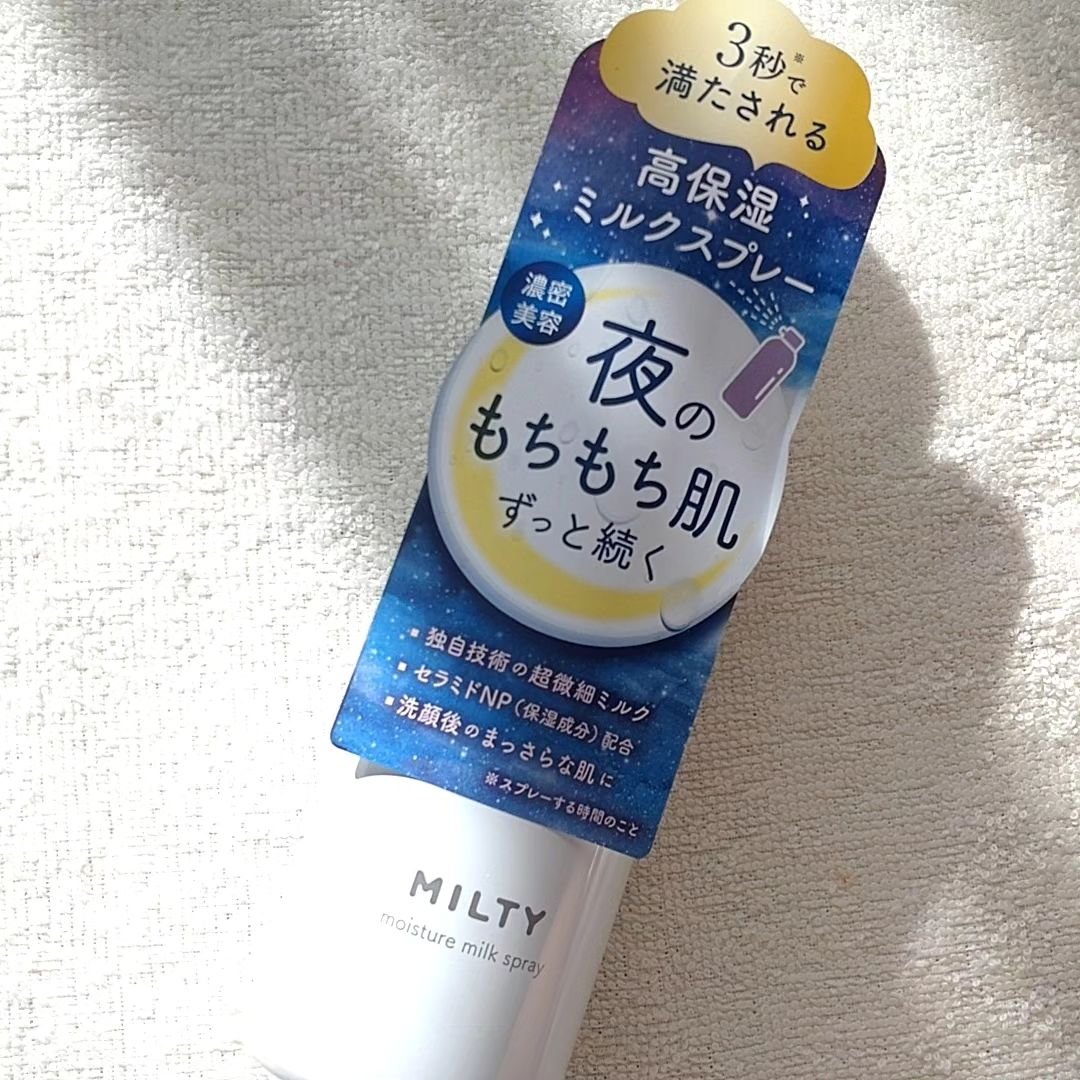 3秒※で
満たされる
高保湿
ミルクスプレー
濃密
美容
夜の
もちもち肌
ずっと続く
▪ 独自技術の超微細ミルク
▪ セラミドNP(保湿成分)配合
▪ 洗顔後のまっさらな肌に
※スプレーする時間のこと
MILTY
moisture milk spray